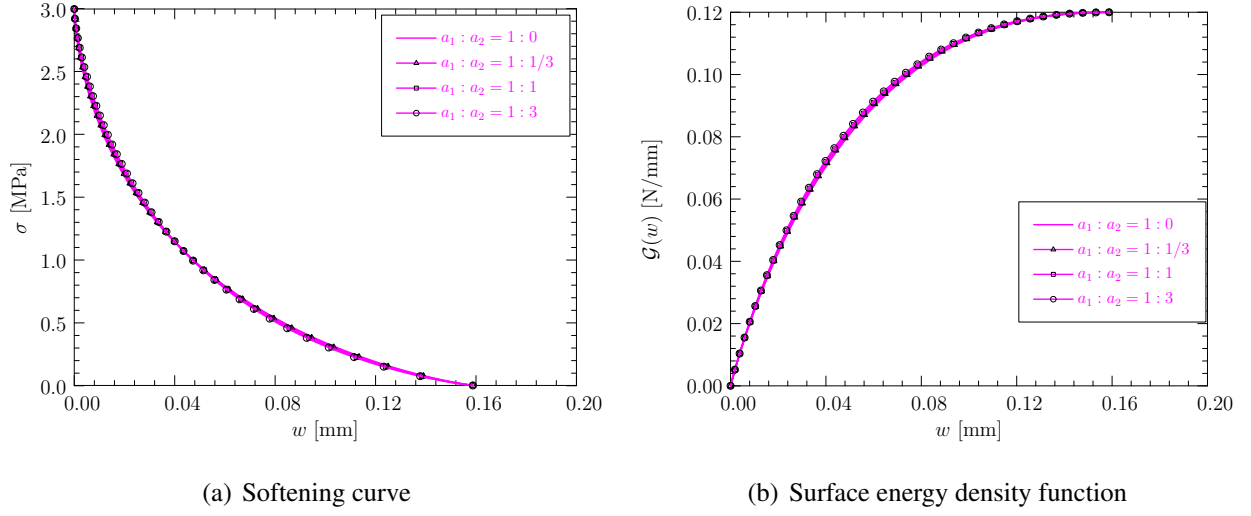 3.0
2.5
2.0
1.5
1.0
0.5
0.0
σ [MPa]
0.00 0.04 0.08 0.12 0.16 0.20
w [mm]
a₁ : a₂ = 1 : 0
a₁ : a₂ = 1 : 1/3
a₁ : a₂ = 1 : 1
a₁ : a₂ = 1 : 3
(a) Softening curve
0.12
0.10
0.08
0.06
0.04
0.02
0.00
𝒢(w) [N/mm]
0.00 0.04 0.08 0.12 0.16 0.20
w [mm]
a₁ : a₂ = 1 : 0
a₁ : a₂ = 1 : 1/3
a₁ : a₂ = 1 : 1
a₁ : a₂ = 1 : 3
(b) Surface energy density function